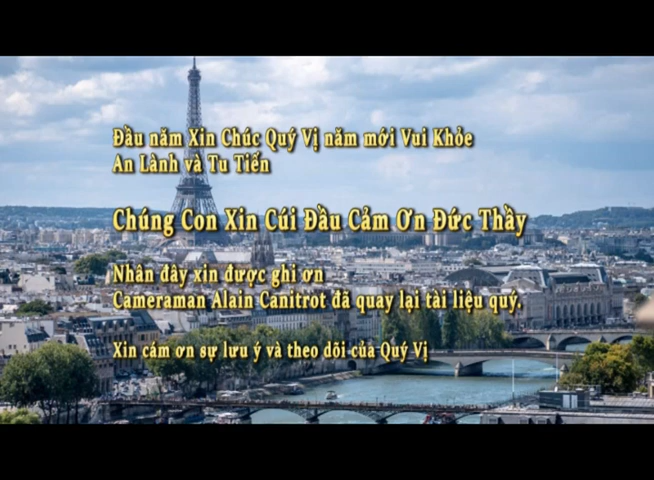 Đầu năm Xin Chúc Quý Vị năm mới Vui Khỏe
An Lành và Tu Tiến
Chúng Con Xin Cúi Đầu Cảm Ơn Đức Thầy
Nhân đây xin được ghi ơn
Cameraman Alain Canitrot đã quay lại tài liệu quý.
Xin cám ơn sự lưu ý và theo dõi của Quý Vị